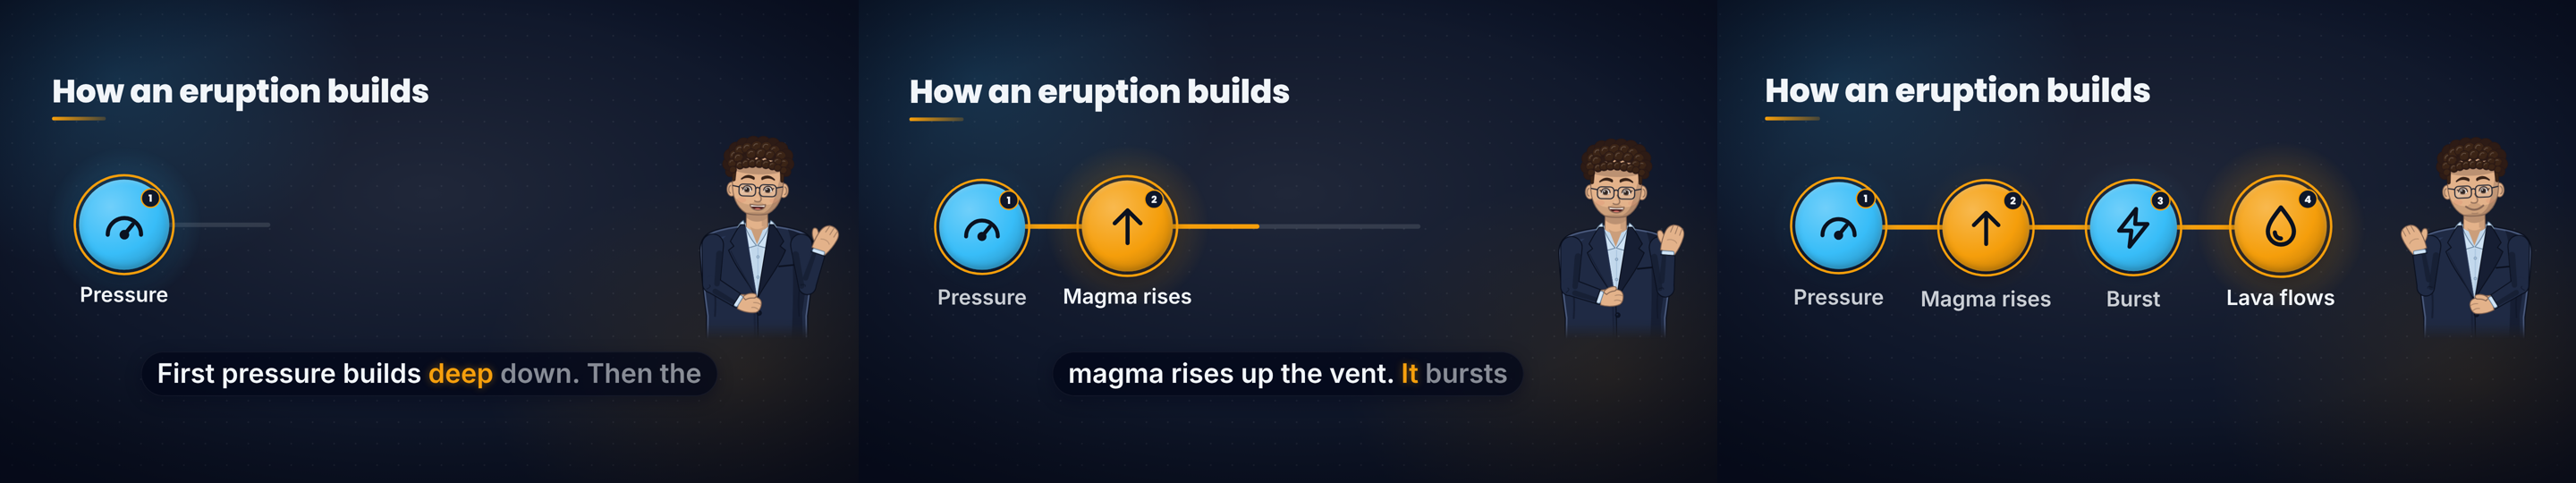 How an eruption builds
1
Pressure
First pressure builds deep down. Then the
How an eruption builds
1
2
Pressure
Magma rises
magma rises up the vent. It bursts
How an eruption builds
1
2
3
4
Pressure
Magma rises
Burst
Lava flows